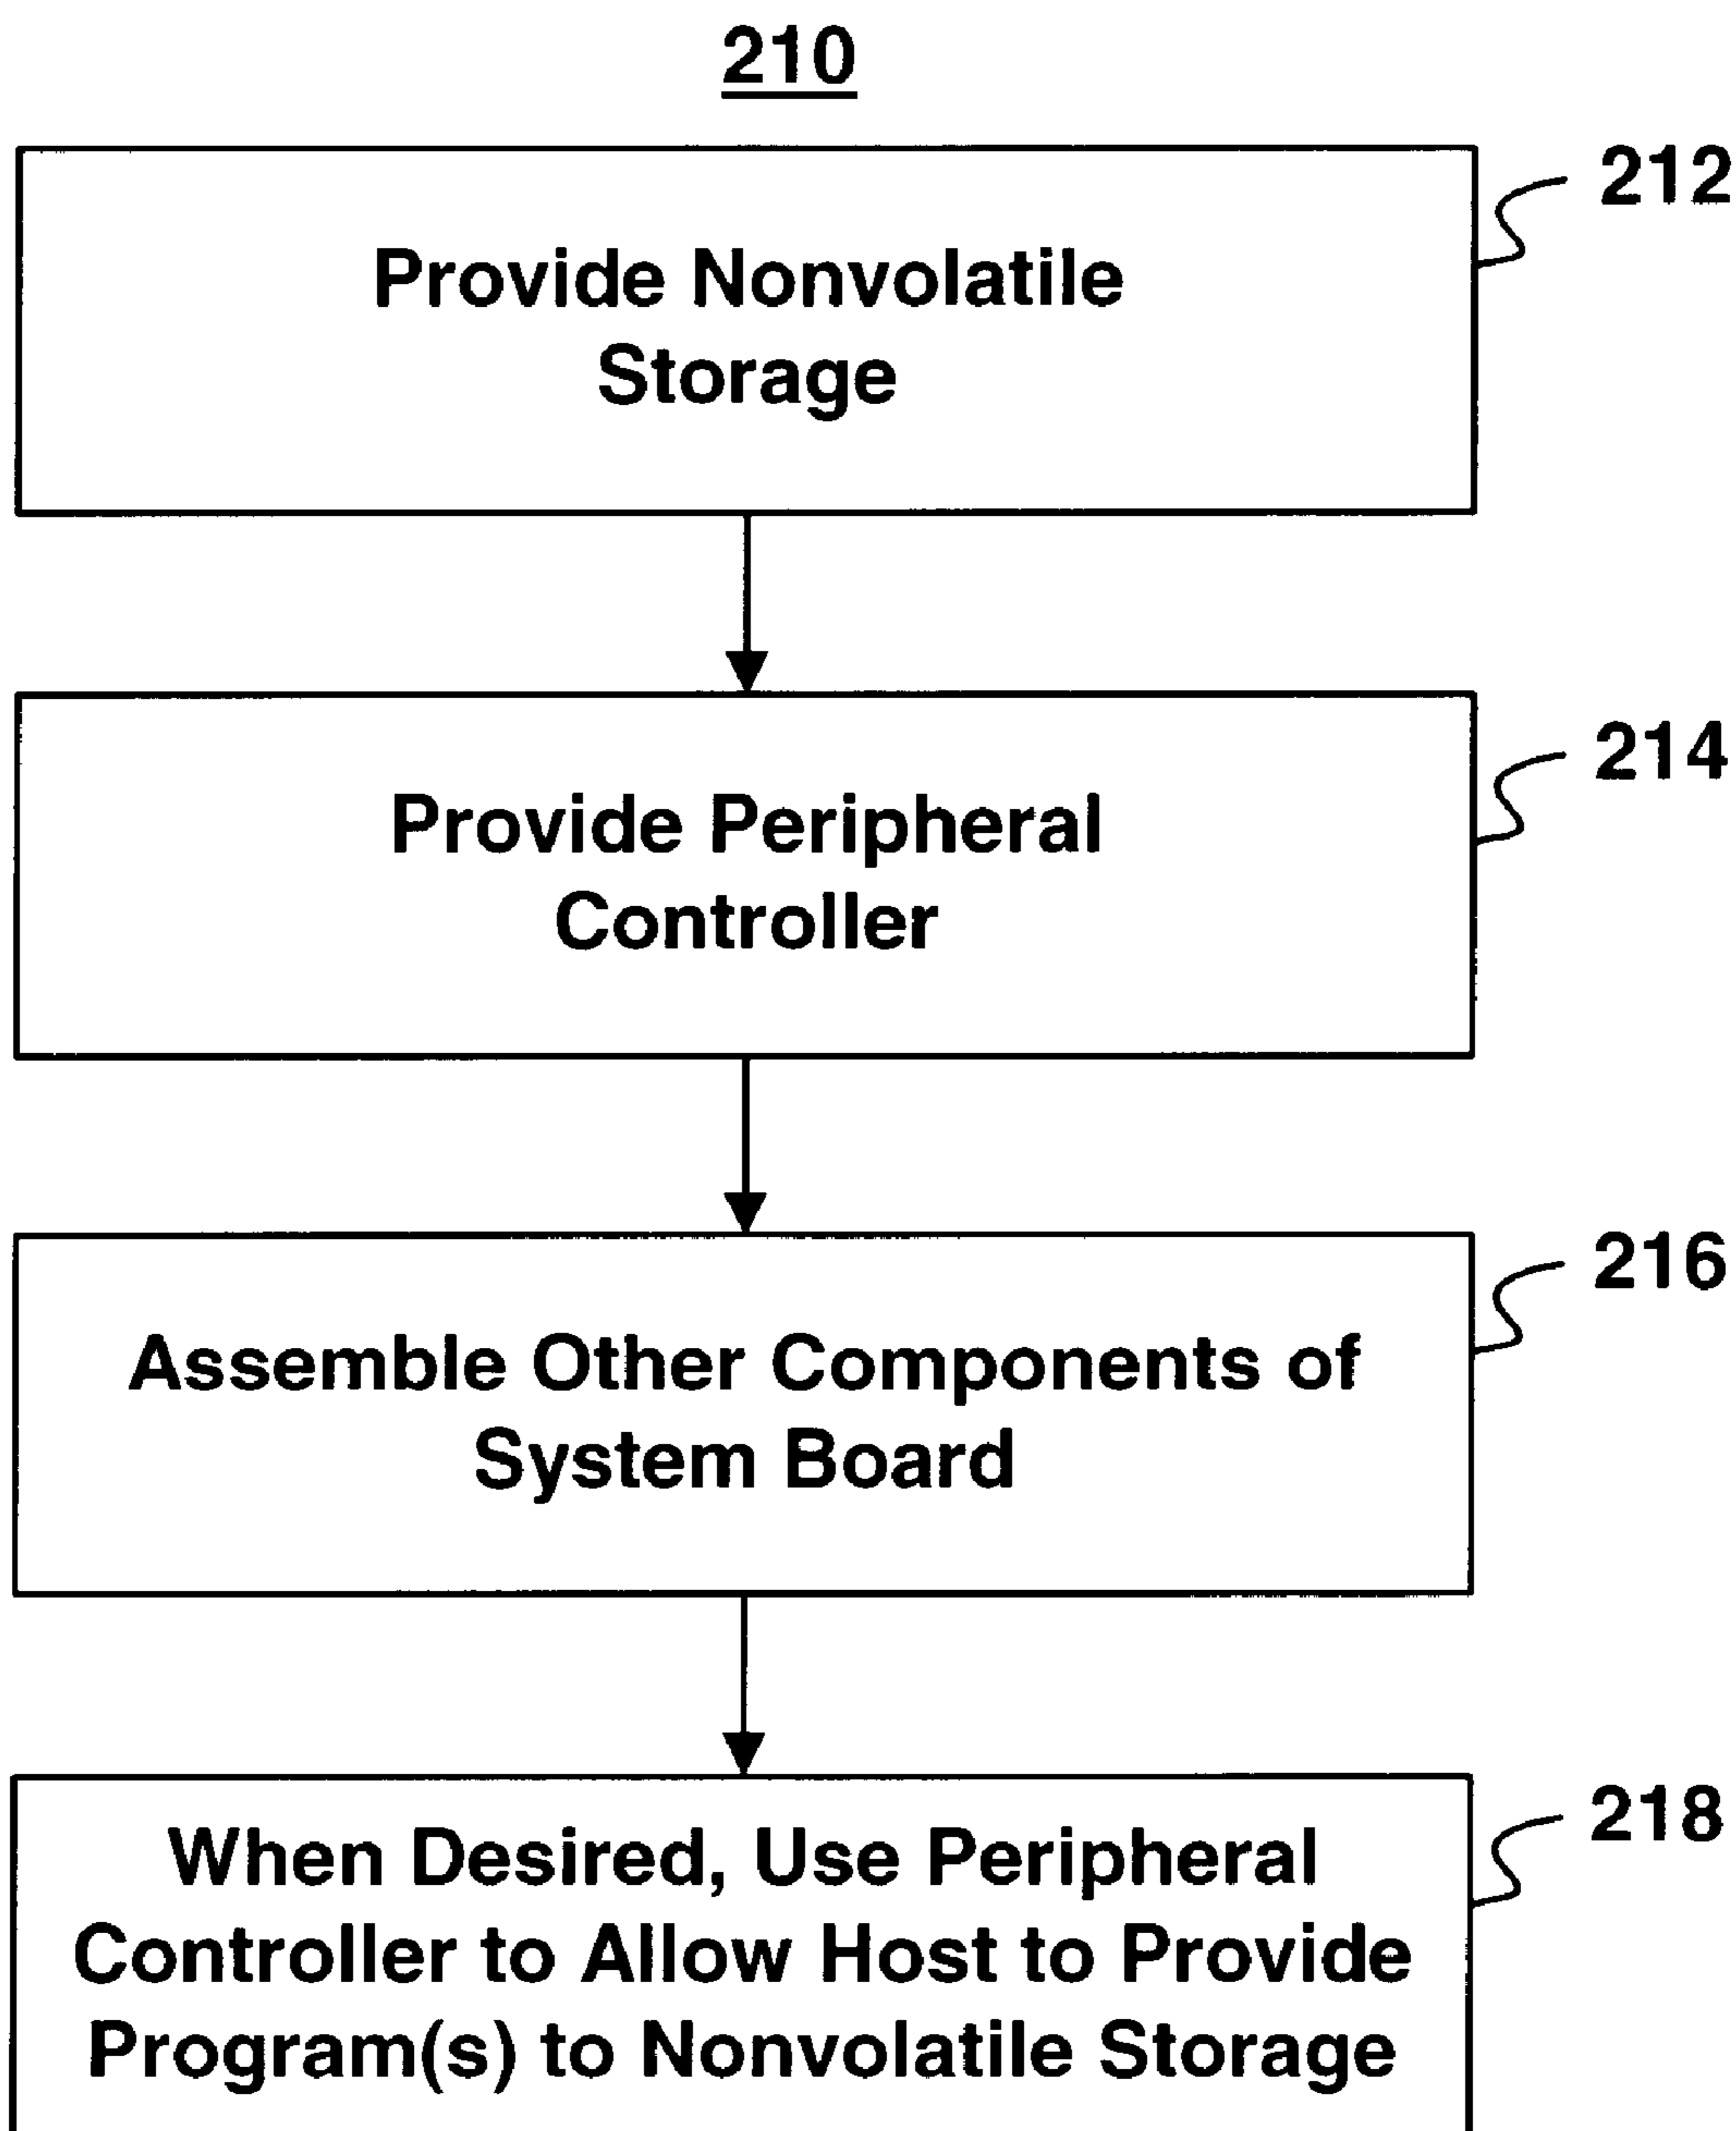 210
212
Provide Nonvolatile
Storage
214
Provide Peripheral
Controller
216
Assemble Other Components of
System Board
218
When Desired, Use Peripheral
Controller to Allow Host to Provide
Program(s) to Nonvolatile Storage